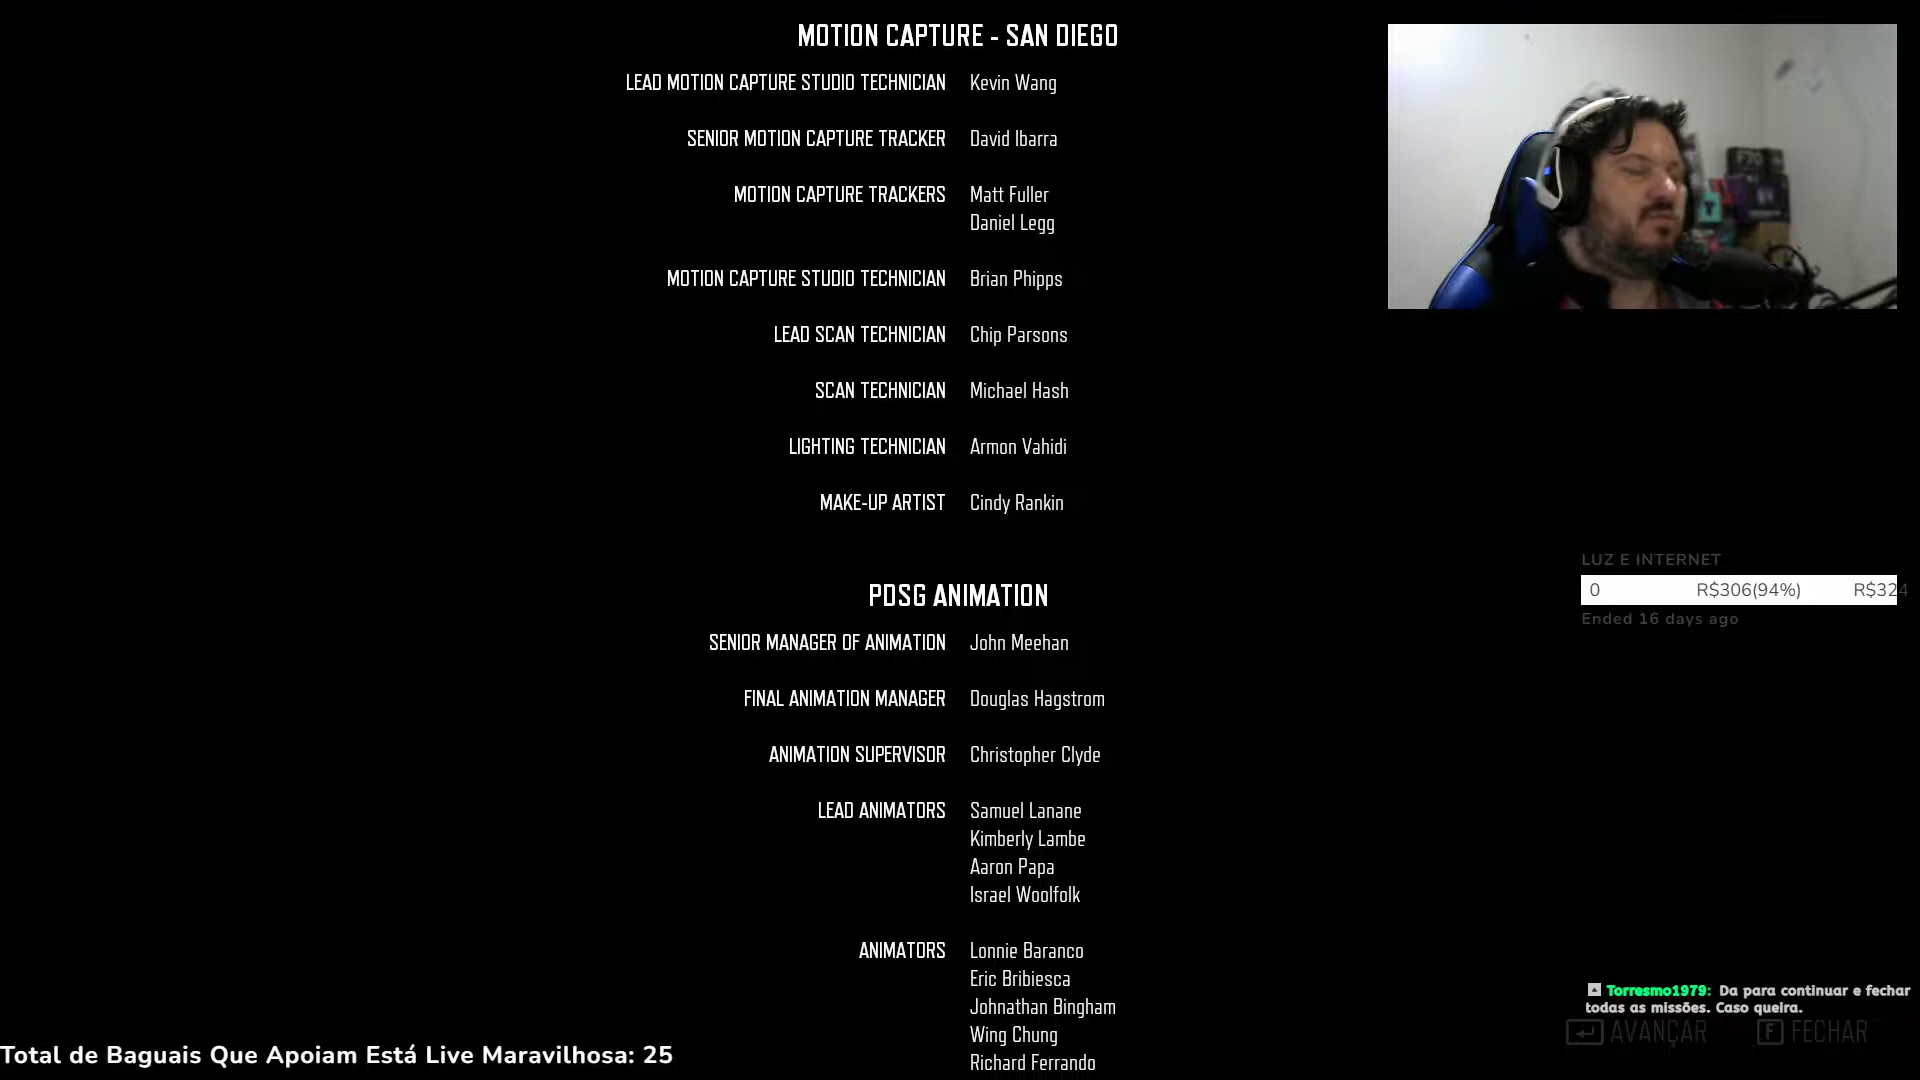 MOTION CAPTURE - SAN DIEGO
LEAD MOTION CAPTURE STUDIO TECHNICIAN Kevin Wang
SENIOR MOTION CAPTURE TRACKER David Ibarra
MOTION CAPTURE TRACKERS Matt Fuller
Daniel Legg
MOTION CAPTURE STUDIO TECHNICIAN Brian Phipps
LEAD SCAN TECHNICIAN Chip Parsons
SCAN TECHNICIAN Michael Hash
LIGHTING TECHNICIAN Armon Vahidi
MAKE-UP ARTIST Cindy Rankin
PDSG ANIMATION
SENIOR MANAGER OF ANIMATION John Meehan
FINAL ANIMATION MANAGER Douglas Hagstrom
ANIMATION SUPERVISOR Christopher Clyde
LEAD ANIMATORS Samuel Lanane
Kimberly Lambe
Aaron Papa
Israel Woolfolk
ANIMATORS Lonnie Baranco
Eric Bribiesca
Johnathan Bingham
Wing Chung
Richard Ferrando
F70
LUZ E INTERNET
0 R$306(94%) R$324
Ended 16 days ago
Torresmo1979: Da para continuar e fechar
todas as missões. Caso queira.
AVANÇAR F FECHAR
Total de Baguais Que Apoiam Está Live Maravilhosa: 25